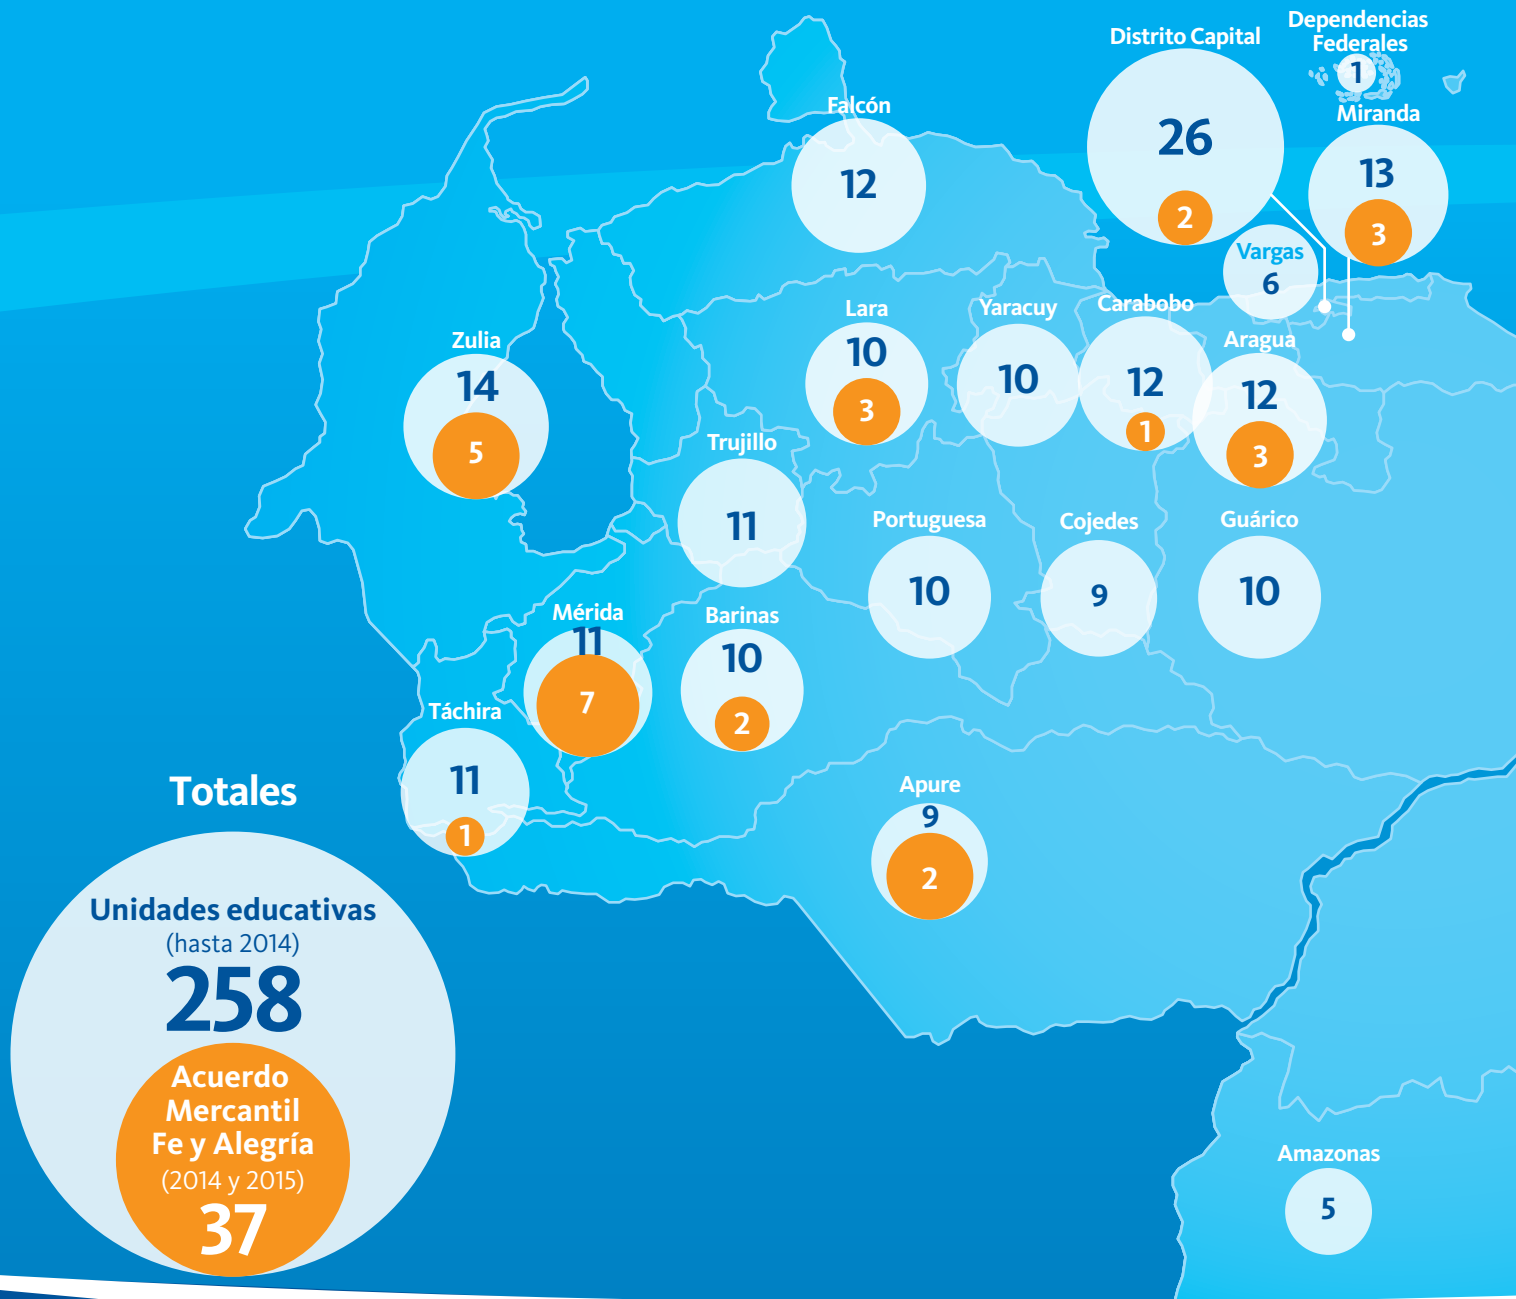 Distrito Capital
26
2
Dependencias
Federales
1
Miranda
13
3
Falcón
12
Vargas
6
Zulia
14
5
Lara
10
3
Yaracuy
10
Carabobo
12
1
Aragua
12
3
Trujillo
11
Portuguesa
10
Cojedes
9
Guárico
10
Mérida
11
7
Barinas
10
2
Táchira
11
1
Apure
9
2
Amazonas
5
Totales
Unidades educativas
(hasta 2014)
258
Acuerdo
Mercantil
Fe y Alegría
(2014 y 2015)
37